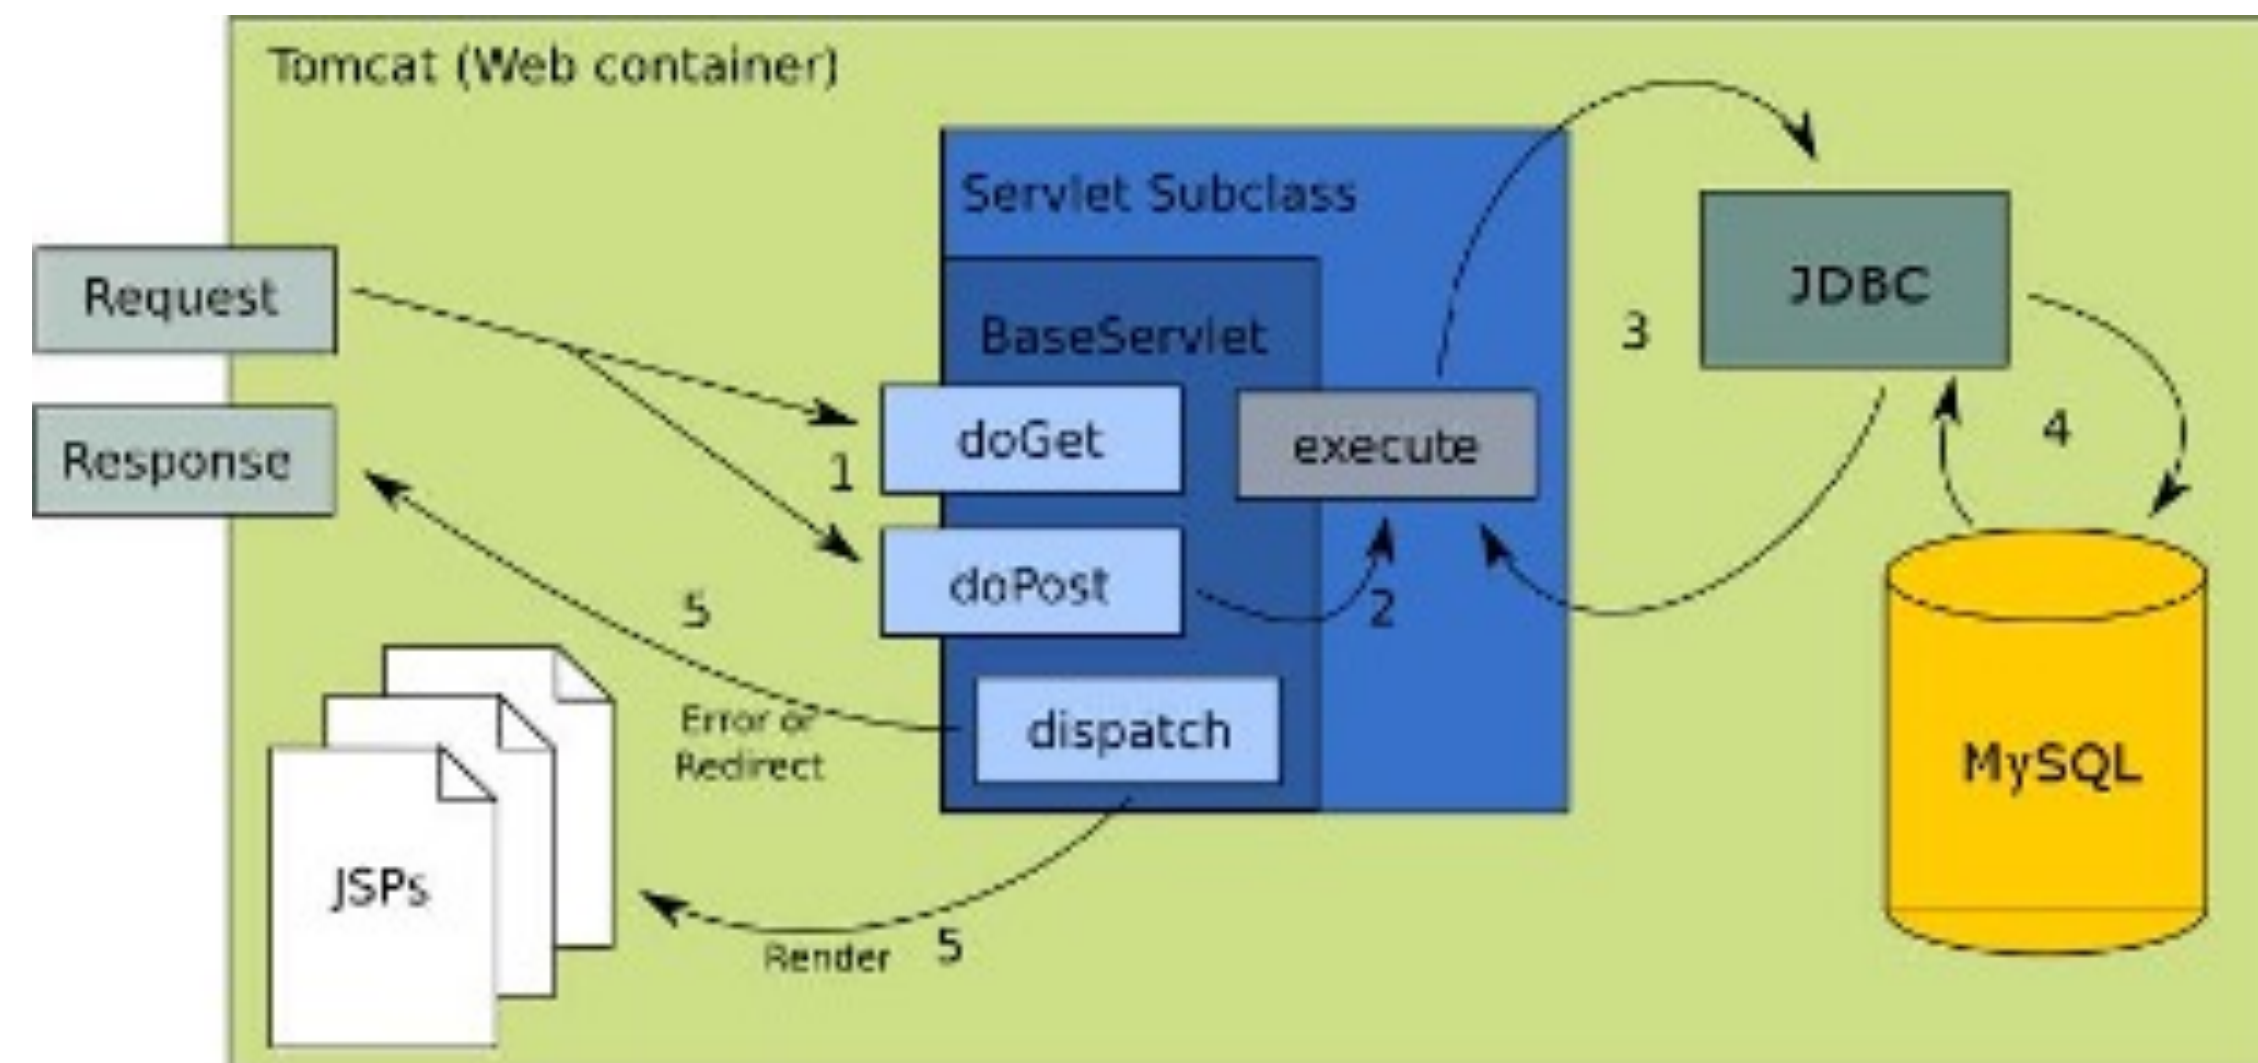 Tomcat (Web container)
Servlet Subclass
Request
JDBC
BaseServlet
3
doGet
execute
4
Response
1
doPost
2
5
Error or
Redirect
dispatch
MySQL
JSPs
Render
5